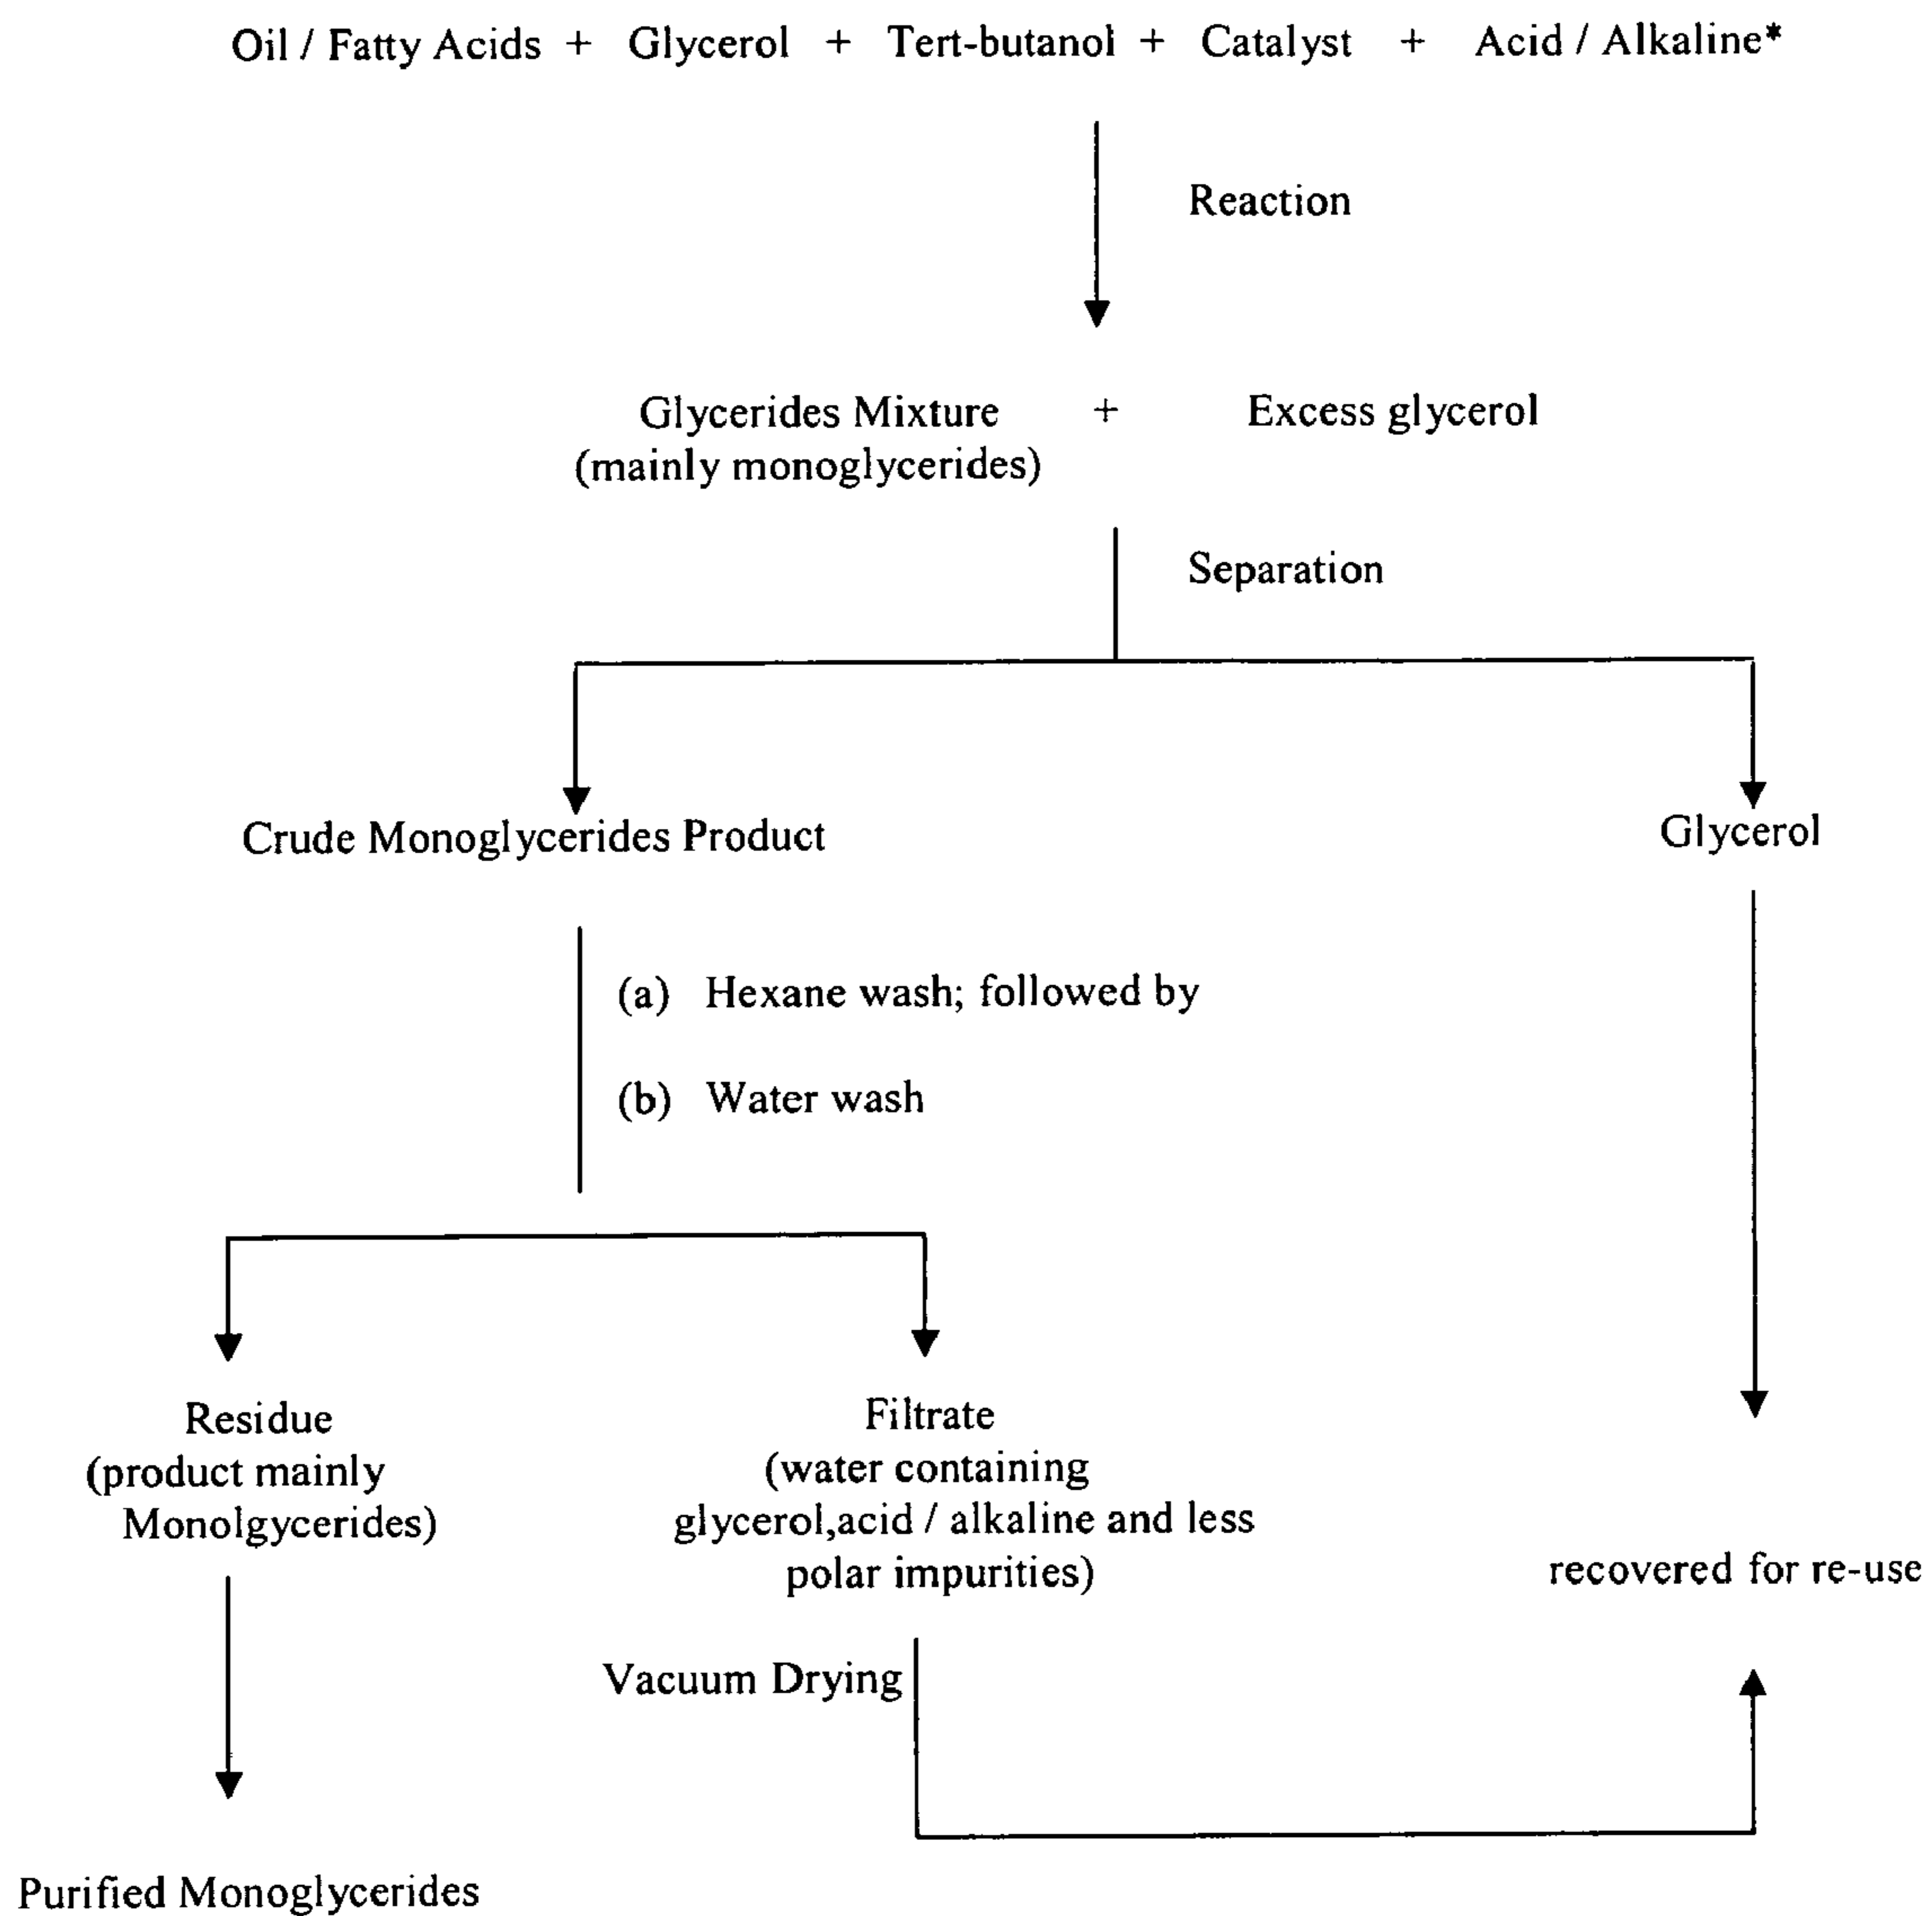 Oil / Fatty Acids + Glycerol + Tert-butanol + Catalyst + Acid / Alkaline*
Reaction
Glycerides Mixture + Excess glycerol
(mainly monoglycerides)
Separation
Crude Monoglycerides Product
Glycerol
(a) Hexane wash; followed by
(b) Water wash
Residue
(product mainly
Monolgycerides)
Filtrate
(water containing
glycerol,acid / alkaline and less
polar impurities)
recovered for re-use
Vacuum Drying
Purified Monoglycerides